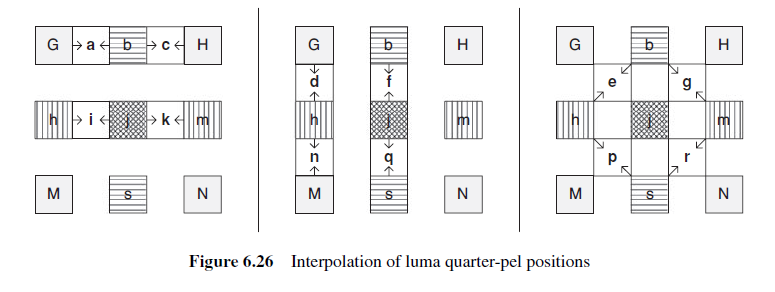 G a b c H
h i j k m
M s N
G b H
d f
h j m
n q
M s N
G b H
e g
h j m
p r
M s N
Figure 6.26 Interpolation of luma quarter-pel positions